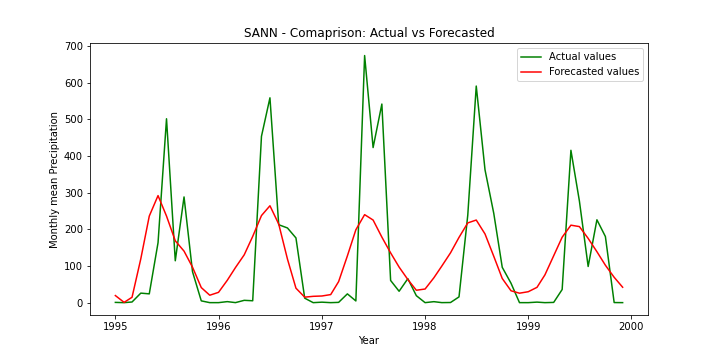 SANN - Comaprison: Actual vs Forecasted
Actual values
Forecasted values
Monthly mean Precipitation
700
600
500
400
300
200
100
0
1995
1996
1997
1998
1999
2000
Year